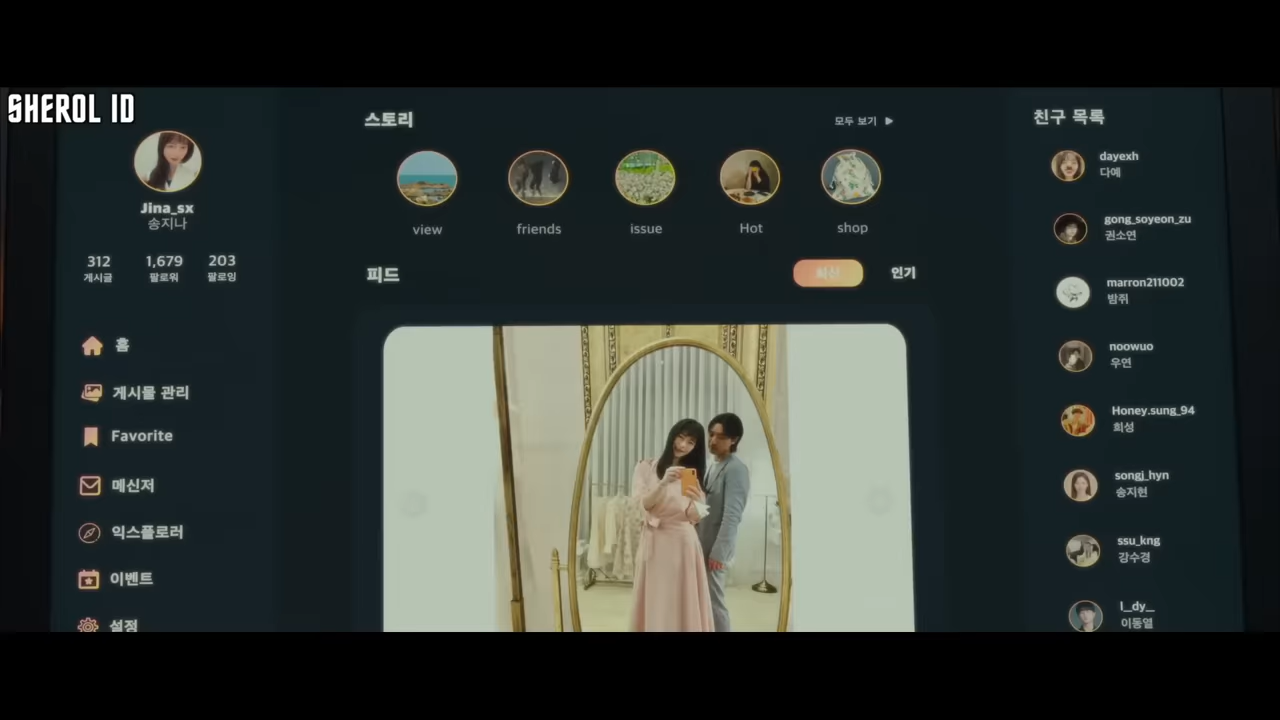 SHEROL ID
Jina_sx
송지나
312
게시글
1,679
팔로워
203
팔로잉
홈
게시물 관리
Favorite
메신저
익스플로러
이벤트
설정
스토리
모두 보기 ▶
view
friends
issue
Hot
shop
피드
최신
인기
친구 목록
dayexh
다예
gong_soyeon_zu
권소연
marron211002
밤쥐
noowuo
우연
Honey.sung_94
희성
songj_hyn
송지현
ssu_kng
강수경
l_dy_
이동열